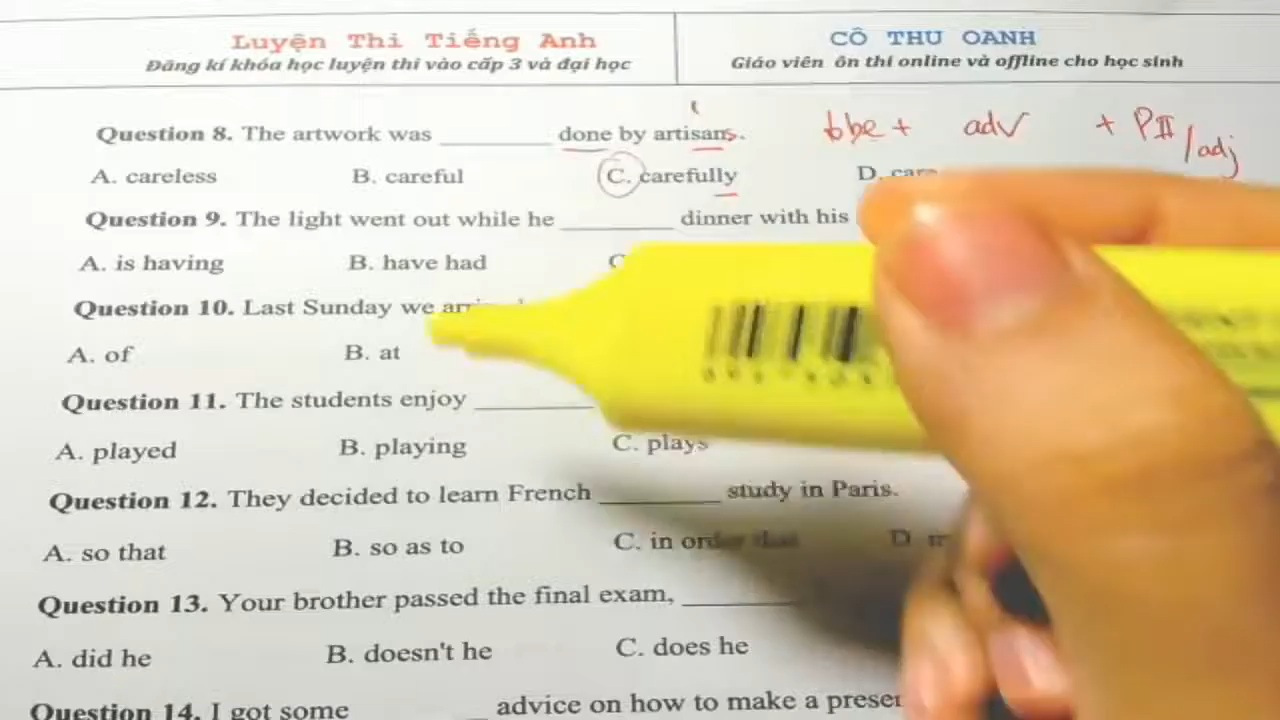 Luyện Thi Tiếng Anh
Đăng kí khóa học luyện thi vào cấp 3 và đại học
CÔ THU OANH
Giáo viên ôn thi online và offline cho học sinh
Question 8. The artwork was ________ done by artisans.
tbbe + adv + PII/adj
A. careless B. careful C. carefully D.
Question 9. The light went out while he ________ dinner with his
A. is having B. have had
Question 10. Last Sunday we
A. of B. at
Question 11. The students enjoy ________
A. played B. playing C. plays
Question 12. They decided to learn French ________ study in Paris.
A. so that B. so as to C. in order that D
Question 13. Your brother passed the final exam, ________
A. did he B. doesn't he C. does he
Question 14. I got some ________ advice on how to make a